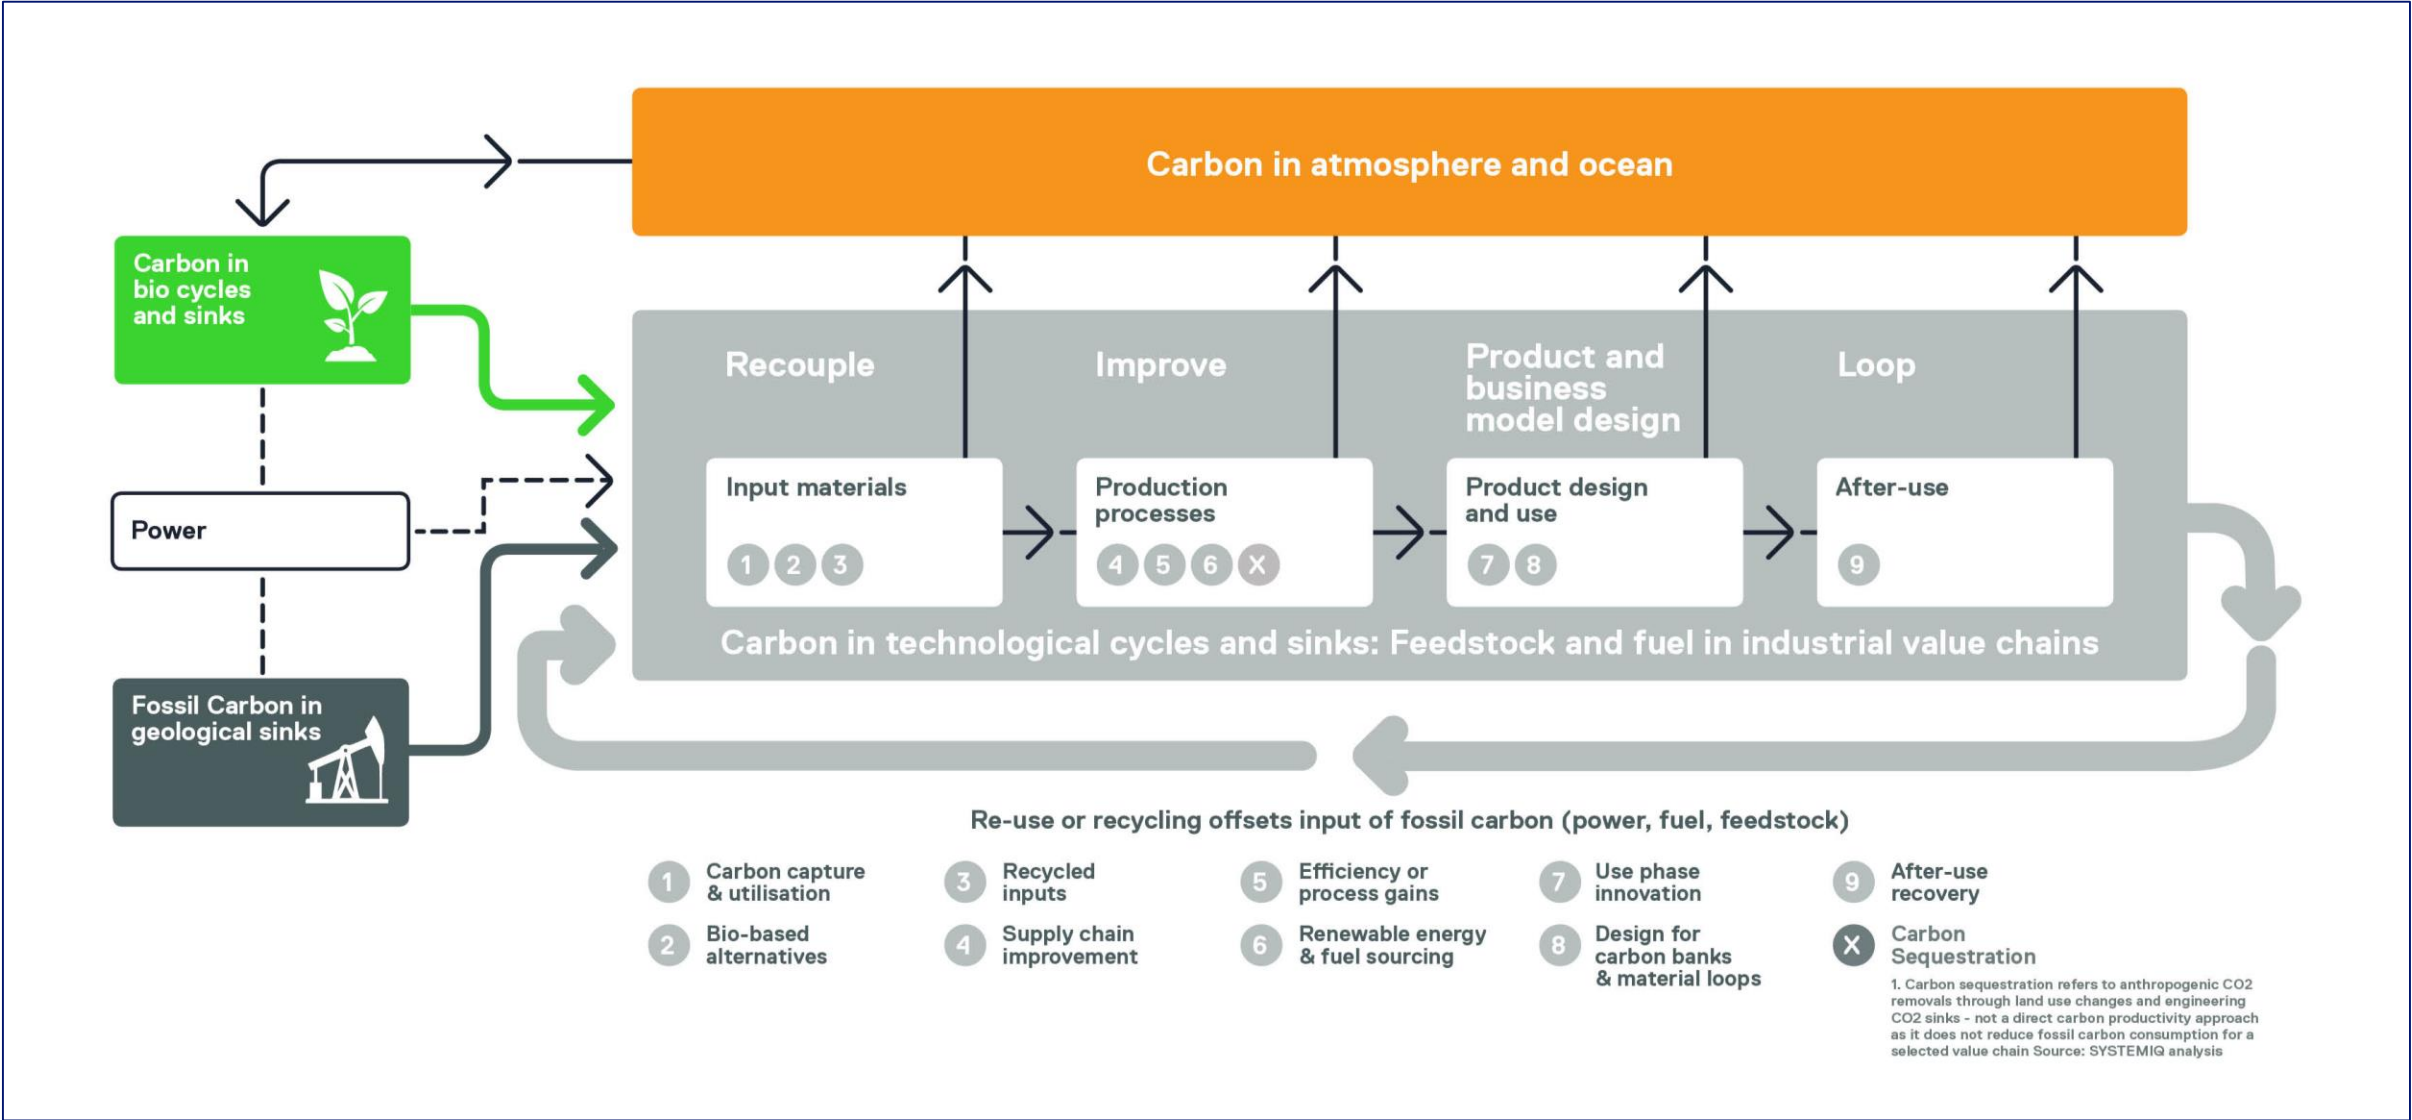 Carbon in atmosphere and ocean
Carbon in
bio cycles
and sinks
Power
Fossil Carbon in
geological sinks
Recouple
Improve
Product and
business
model design
Loop
Input materials
1 2 3
Production
processes
4 5 6 X
Product design
and use
7 8
After-use
9
Carbon in technological cycles and sinks: Feedstock and fuel in industrial value chains
Re-use or recycling offsets input of fossil carbon (power, fuel, feedstock)
1 Carbon capture
& utilisation
2 Bio-based
alternatives
3 Recycled
inputs
4 Supply chain
improvement
5 Efficiency or
process gains
6 Renewable energy
& fuel sourcing
7 Use phase
innovation
8 Design for
carbon banks
& material loops
9 After-use
recovery
X Carbon
Sequestration
1. Carbon sequestration refers to anthropogenic CO2
removals through land use changes and engineering
CO2 sinks - not a direct carbon productivity approach
as it does not reduce fossil carbon consumption for a
selected value chain Source: SYSTEMIQ analysis